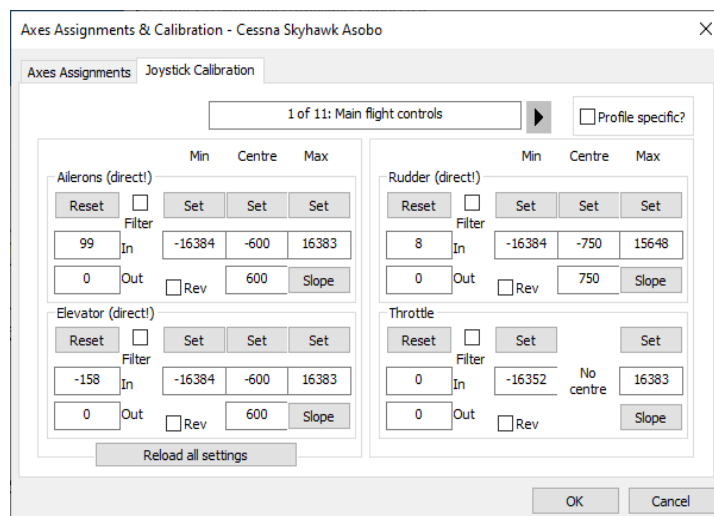 Axes Assignments & Calibration - Cessna Skyhawk Asobo
Axes Assignments Joystick Calibration
1 of 11: Main flight controls
Profile specific?
Min Centre Max
Ailerons (direct!)
Reset Set Set Set
Filter
99 In -16384 -600 16383
0 Out Rev 600 Slope
Elevator (direct!)
Reset Set Set Set
Filter
-158 In -16384 -600 16383
0 Out Rev 600 Slope
Reload all settings
Min Centre Max
Rudder (direct!)
Reset Set Set Set
Filter
8 In -16384 -750 15648
0 Out Rev 750 Slope
Throttle
Reset Set Set
Filter
0 In -16352 No centre 16383
0 Out Rev Slope
OK Cancel